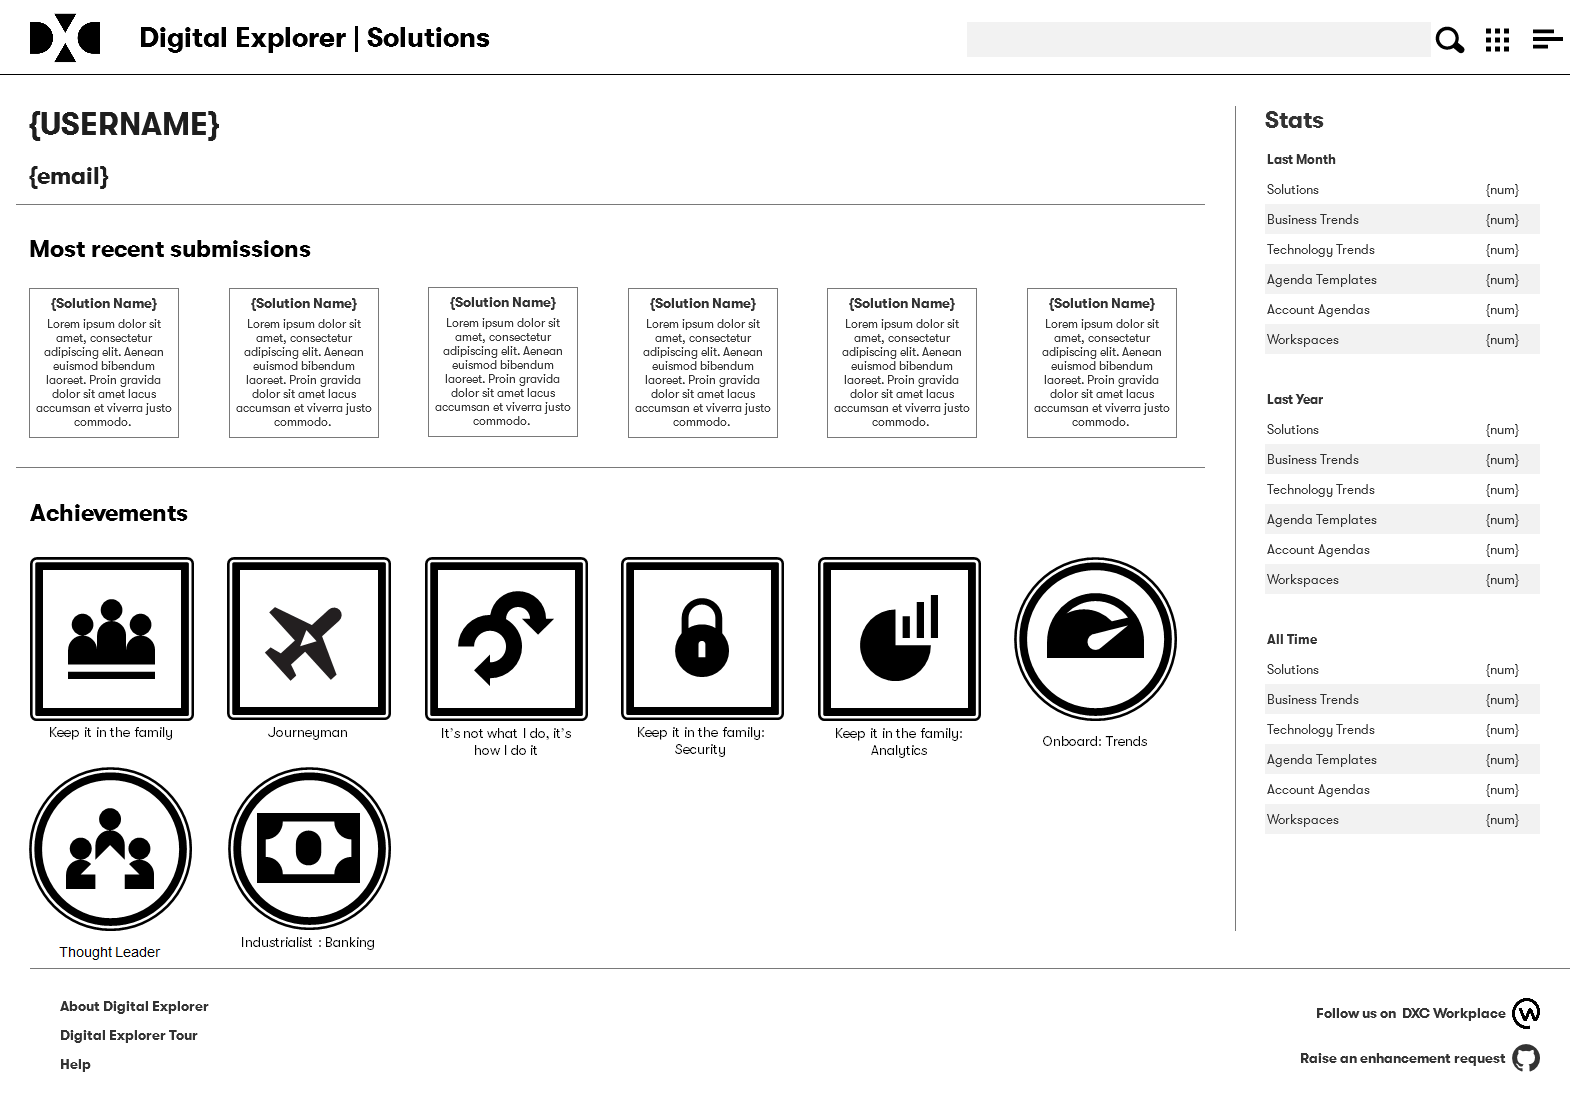 DXC
Digital Explorer | Solutions
{USERNAME}
{email}
Most recent submissions
{Solution Name}
Lorem ipsum dolor sit
amet, consectetur
adipiscing elit. Aenean
euismod bibendum
laoreet. Proin gravida
dolor sit amet lacus
accumsan et viverra justo
commodo.
{Solution Name}
Lorem ipsum dolor sit
amet, consectetur
adipiscing elit. Aenean
euismod bibendum
laoreet. Proin gravida
dolor sit amet lacus
accumsan et viverra justo
commodo.
{Solution Name}
Lorem ipsum dolor sit
amet, consectetur
adipiscing elit. Aenean
euismod bibendum
laoreet. Proin gravida
dolor sit amet lacus
accumsan et viverra justo
commodo.
{Solution Name}
Lorem ipsum dolor sit
amet, consectetur
adipiscing elit. Aenean
euismod bibendum
laoreet. Proin gravida
dolor sit amet lacus
accumsan et viverra justo
commodo.
{Solution Name}
Lorem ipsum dolor sit
amet, consectetur
adipiscing elit. Aenean
euismod bibendum
laoreet. Proin gravida
dolor sit amet lacus
accumsan et viverra justo
commodo.
{Solution Name}
Lorem ipsum dolor sit
amet, consectetur
adipiscing elit. Aenean
euismod bibendum
laoreet. Proin gravida
dolor sit amet lacus
accumsan et viverra justo
commodo.
Achievements
Keep it in the family
Journeyman
It's not what I do, it's
how I do it
Keep it in the family:
Security
Keep it in the family:
Analytics
Onboard: Trends
Thought Leader
Industrialist : Banking
Stats
Last Month
Solutions {num}
Business Trends {num}
Technology Trends {num}
Agenda Templates {num}
Account Agendas {num}
Workspaces {num}
Last Year
Solutions {num}
Business Trends {num}
Technology Trends {num}
Agenda Templates {num}
Account Agendas {num}
Workspaces {num}
All Time
Solutions {num}
Business Trends {num}
Technology Trends {num}
Agenda Templates {num}
Account Agendas {num}
Workspaces {num}
About Digital Explorer
Digital Explorer Tour
Help
Follow us on DXC Workplace
Raise an enhancement request